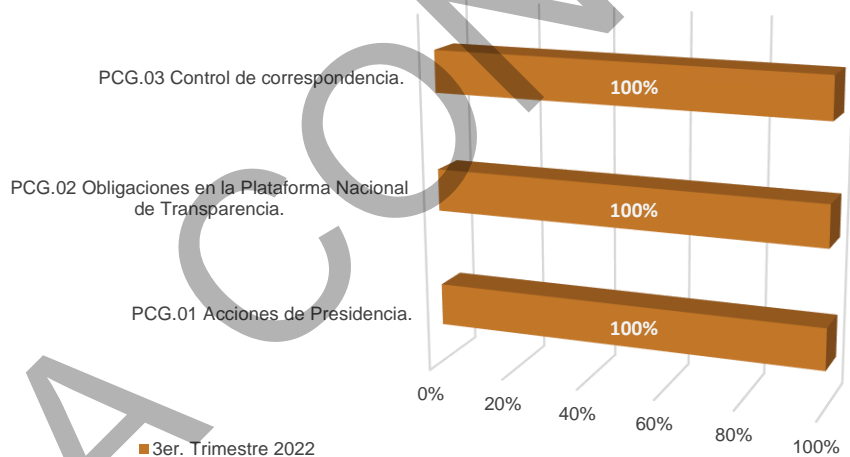 PCG.03 Control de correspondencia.
100%
PCG.02 Obligaciones en la Plataforma Nacional
de Transparencia.
100%
PCG.01 Acciones de Presidencia.
100%
0%
20%
40%
60%
80%
100%
3er. Trimestre 2022
A CON